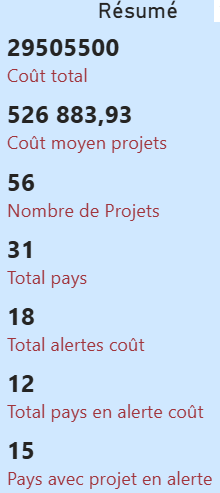 Résumé
29505500
Coût total
526 883,93
Coût moyen projets
56
Nombre de Projets
31
Total pays
18
Total alertes coût
12
Total pays en alerte coût
15
Pays avec projet en alerte